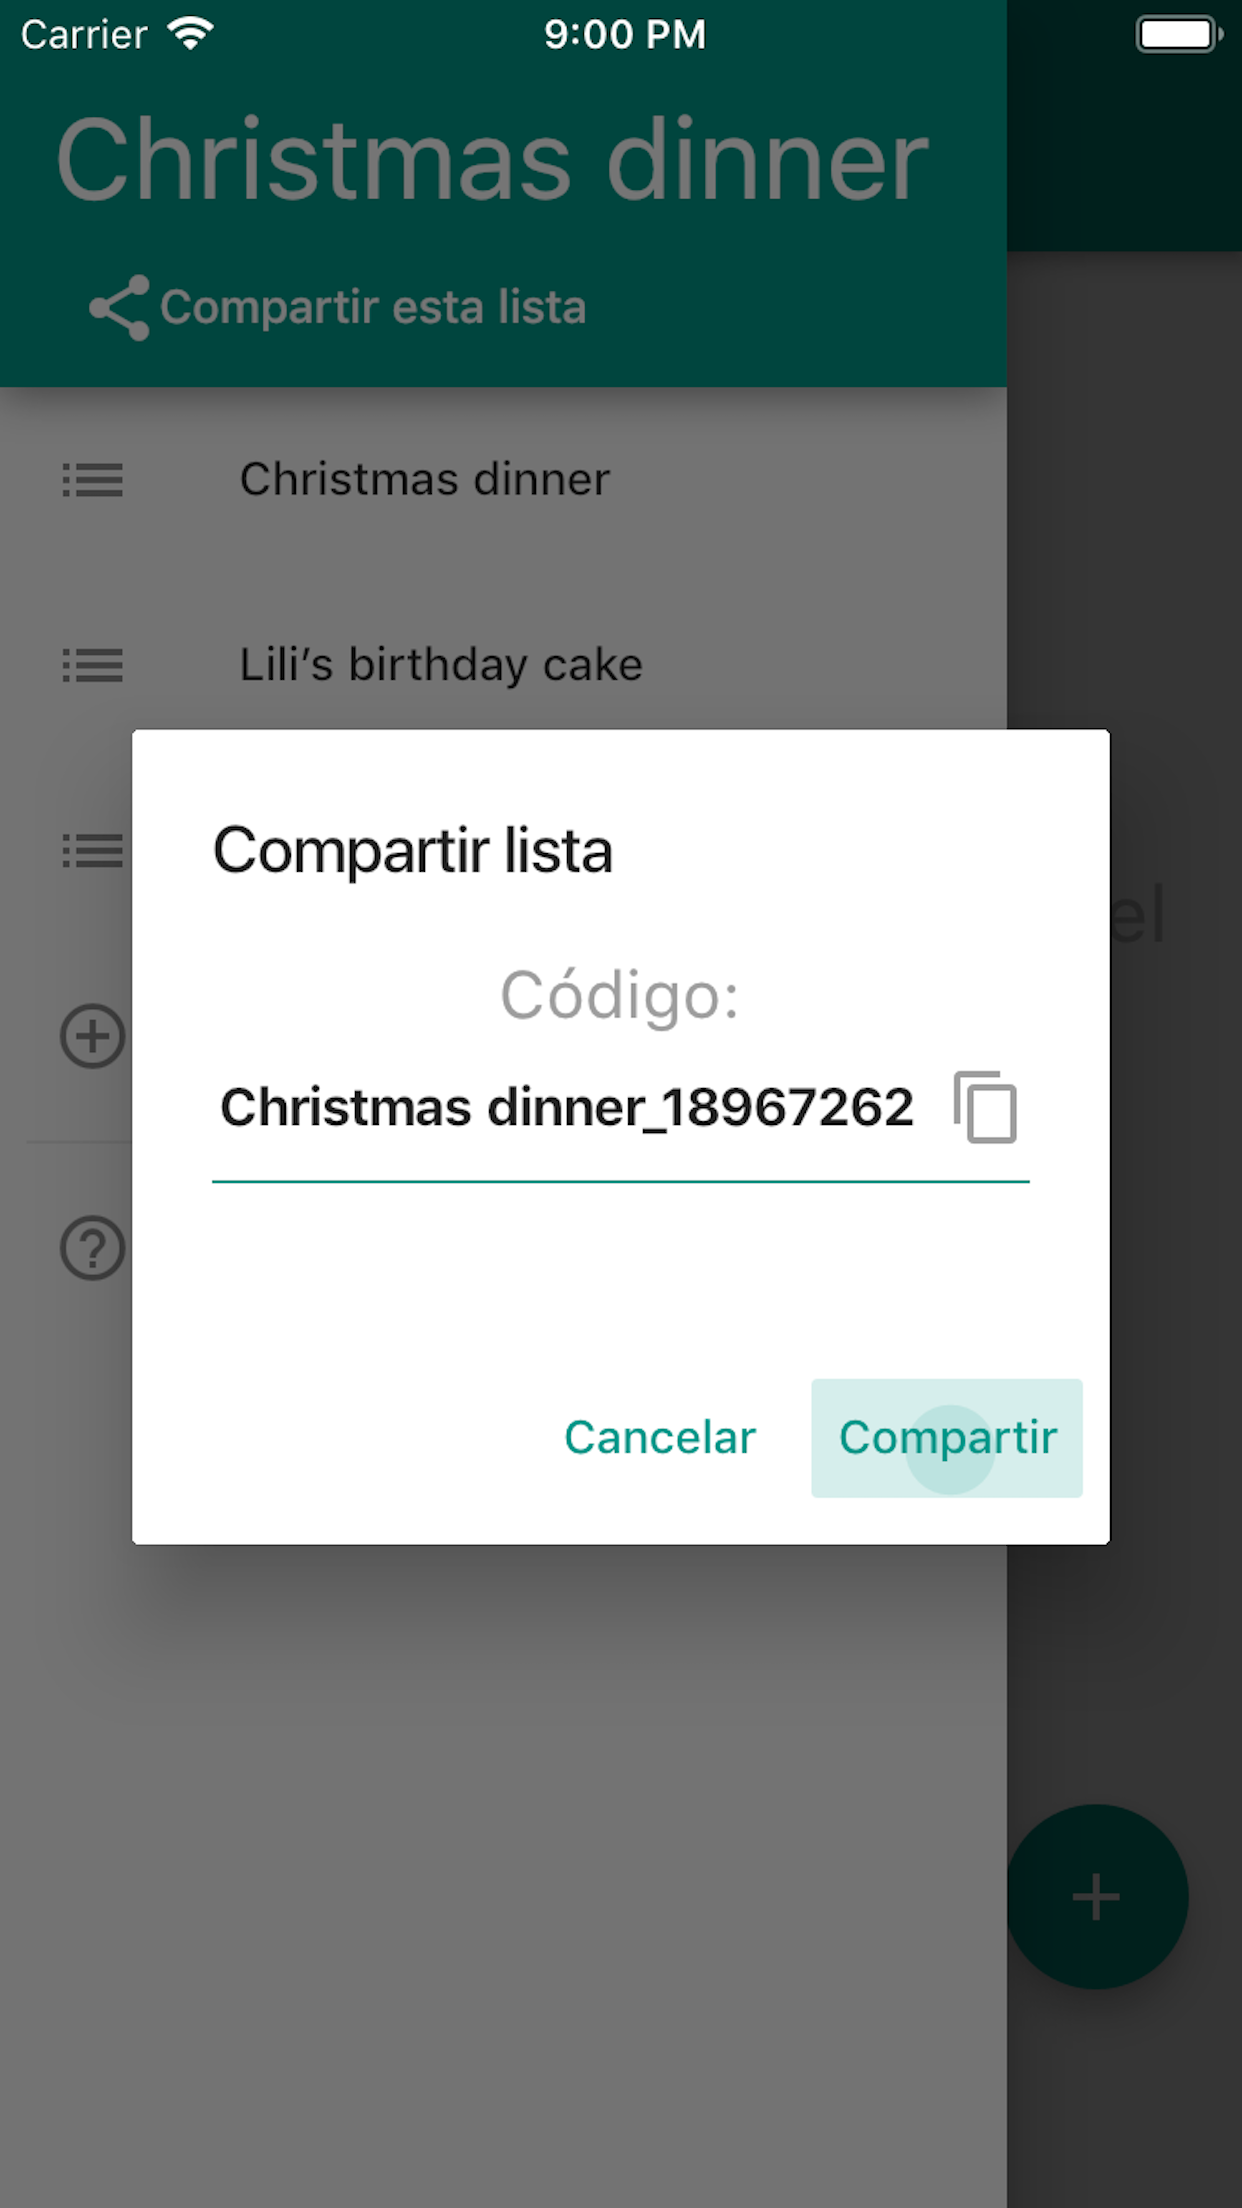 Carrier 9:00 PM
Christmas dinner
Compartir esta lista
Christmas dinner
Lili’s birthday cake
el
Compartir lista
Código:
Christmas dinner_18967262
Cancelar Compartir